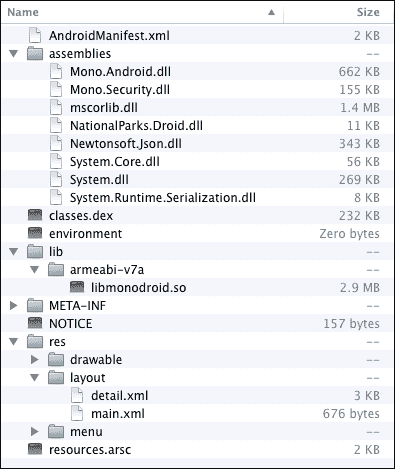 Name Size
AndroidManifest.xml 2 KB
assemblies --
Mono.Android.dll 662 KB
Mono.Security.dll 155 KB
mscorlib.dll 1.4 MB
NationalParks.Droid.dll 11 KB
Newtonsoft.Json.dll 343 KB
System.Core.dll 56 KB
System.dll 269 KB
System.Runtime.Serialization.dll 8 KB
classes.dex 232 KB
environment Zero bytes
lib --
armeabi-v7a --
libmonodroid.so 2.9 MB
META-INF --
NOTICE 157 bytes
res --
drawable --
layout --
detail.xml 3 KB
main.xml 676 bytes
menu --
resources.arsc 2 KB